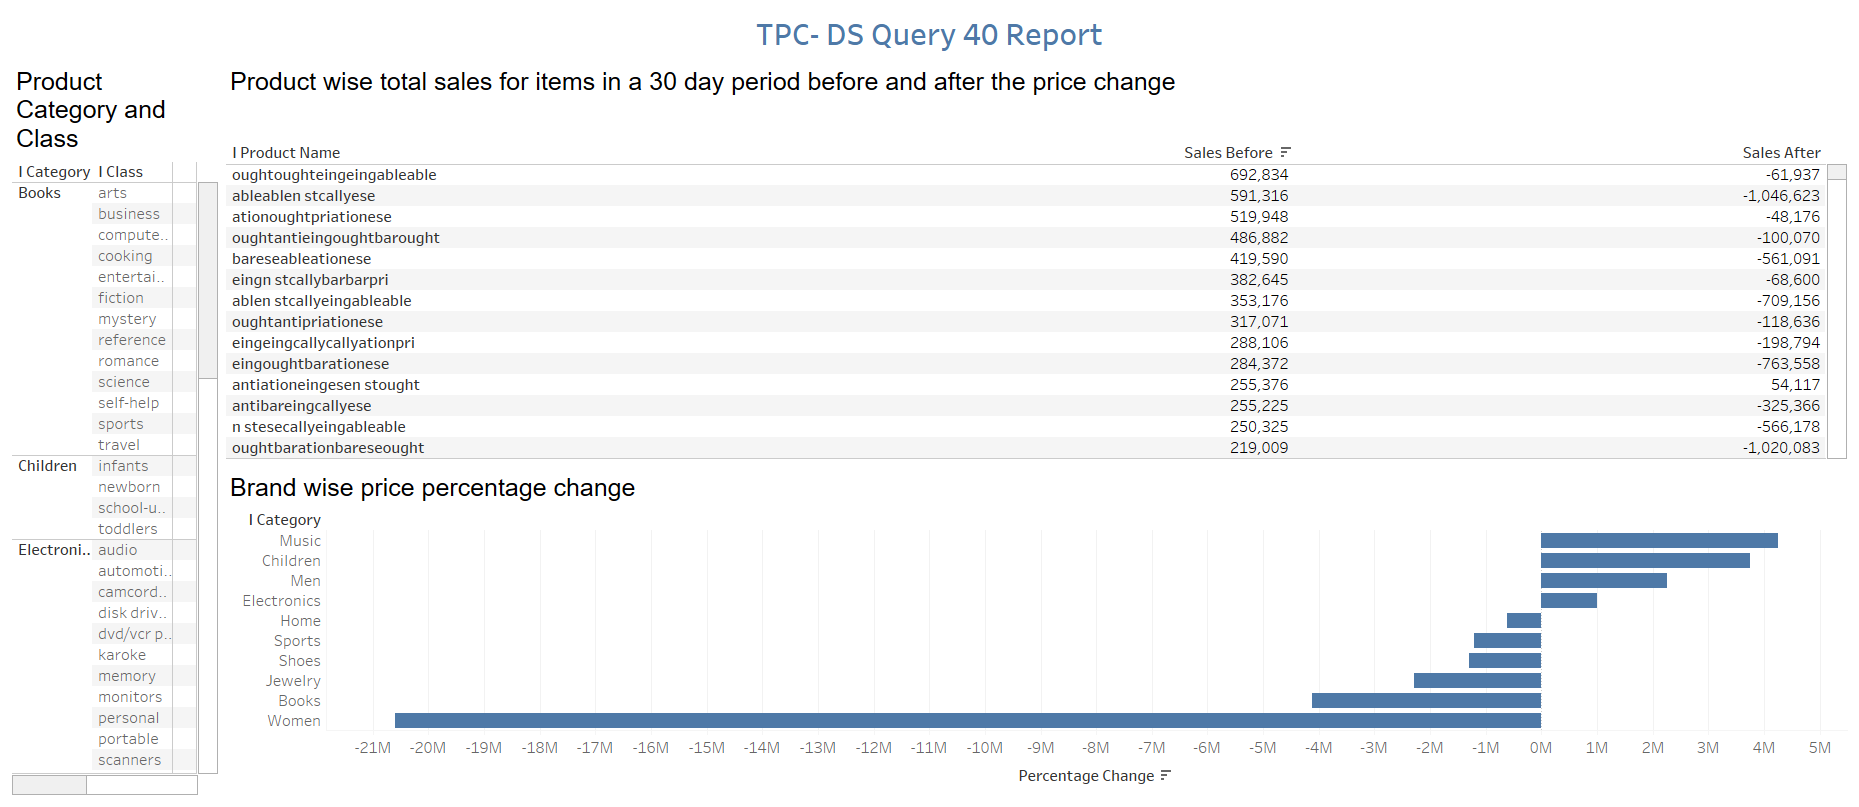 TPC- DS Query 40 Report
Product
Category and
Class
I Category I Class
Books arts
business
compute..
cooking
entertai..
fiction
mystery
reference
romance
science
self-help
sports
travel
Children infants
newborn
school-u..
toddlers
Electroni.. audio
automoti..
camcord..
disk driv..
dvd/vcr p..
karoke
memory
monitors
personal
portable
scanners
Product wise total sales for items in a 30 day period before and after the price change
I Product Name Sales Before Sales After
oughtoughteingeingableable 692,834 -61,937
ableablen stcallyese 591,316 -1,046,623
ationoughtpriationese 519,948 -48,176
oughtantieingoughtbarought 486,882 -100,070
bareseableationese 419,590 -561,091
eingn stcallybarbarpri 382,645 -68,600
ablen stcallyeingableable 353,176 -709,156
oughtantipriationese 317,071 -118,636
eingeingcallycallyationpri 288,106 -198,794
eingoughtbarationese 284,372 -763,558
antiationeingesen stought 255,376 54,117
antibareingcallyese 255,225 -325,366
n stesecallyeingableable 250,325 -566,178
oughtbarationbareseought 219,009 -1,020,083
Brand wise price percentage change
I Category
Music
Children
Men
Electronics
Home
Sports
Shoes
Jewelry
Books
Women
-21M -20M -19M -18M -17M -16M -15M -14M -13M -12M -11M -10M -9M -8M -7M -6M -5M -4M -3M -2M -1M 0M 1M 2M 3M 4M 5M
Percentage Change